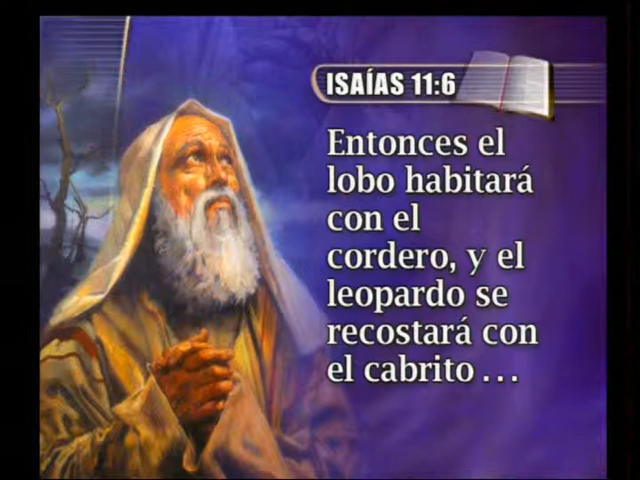 ISAÍAS 11:6
Entonces el
lobo habitará
con el
cordero, y el
leopardo se
recostará con
el cabrito . . .